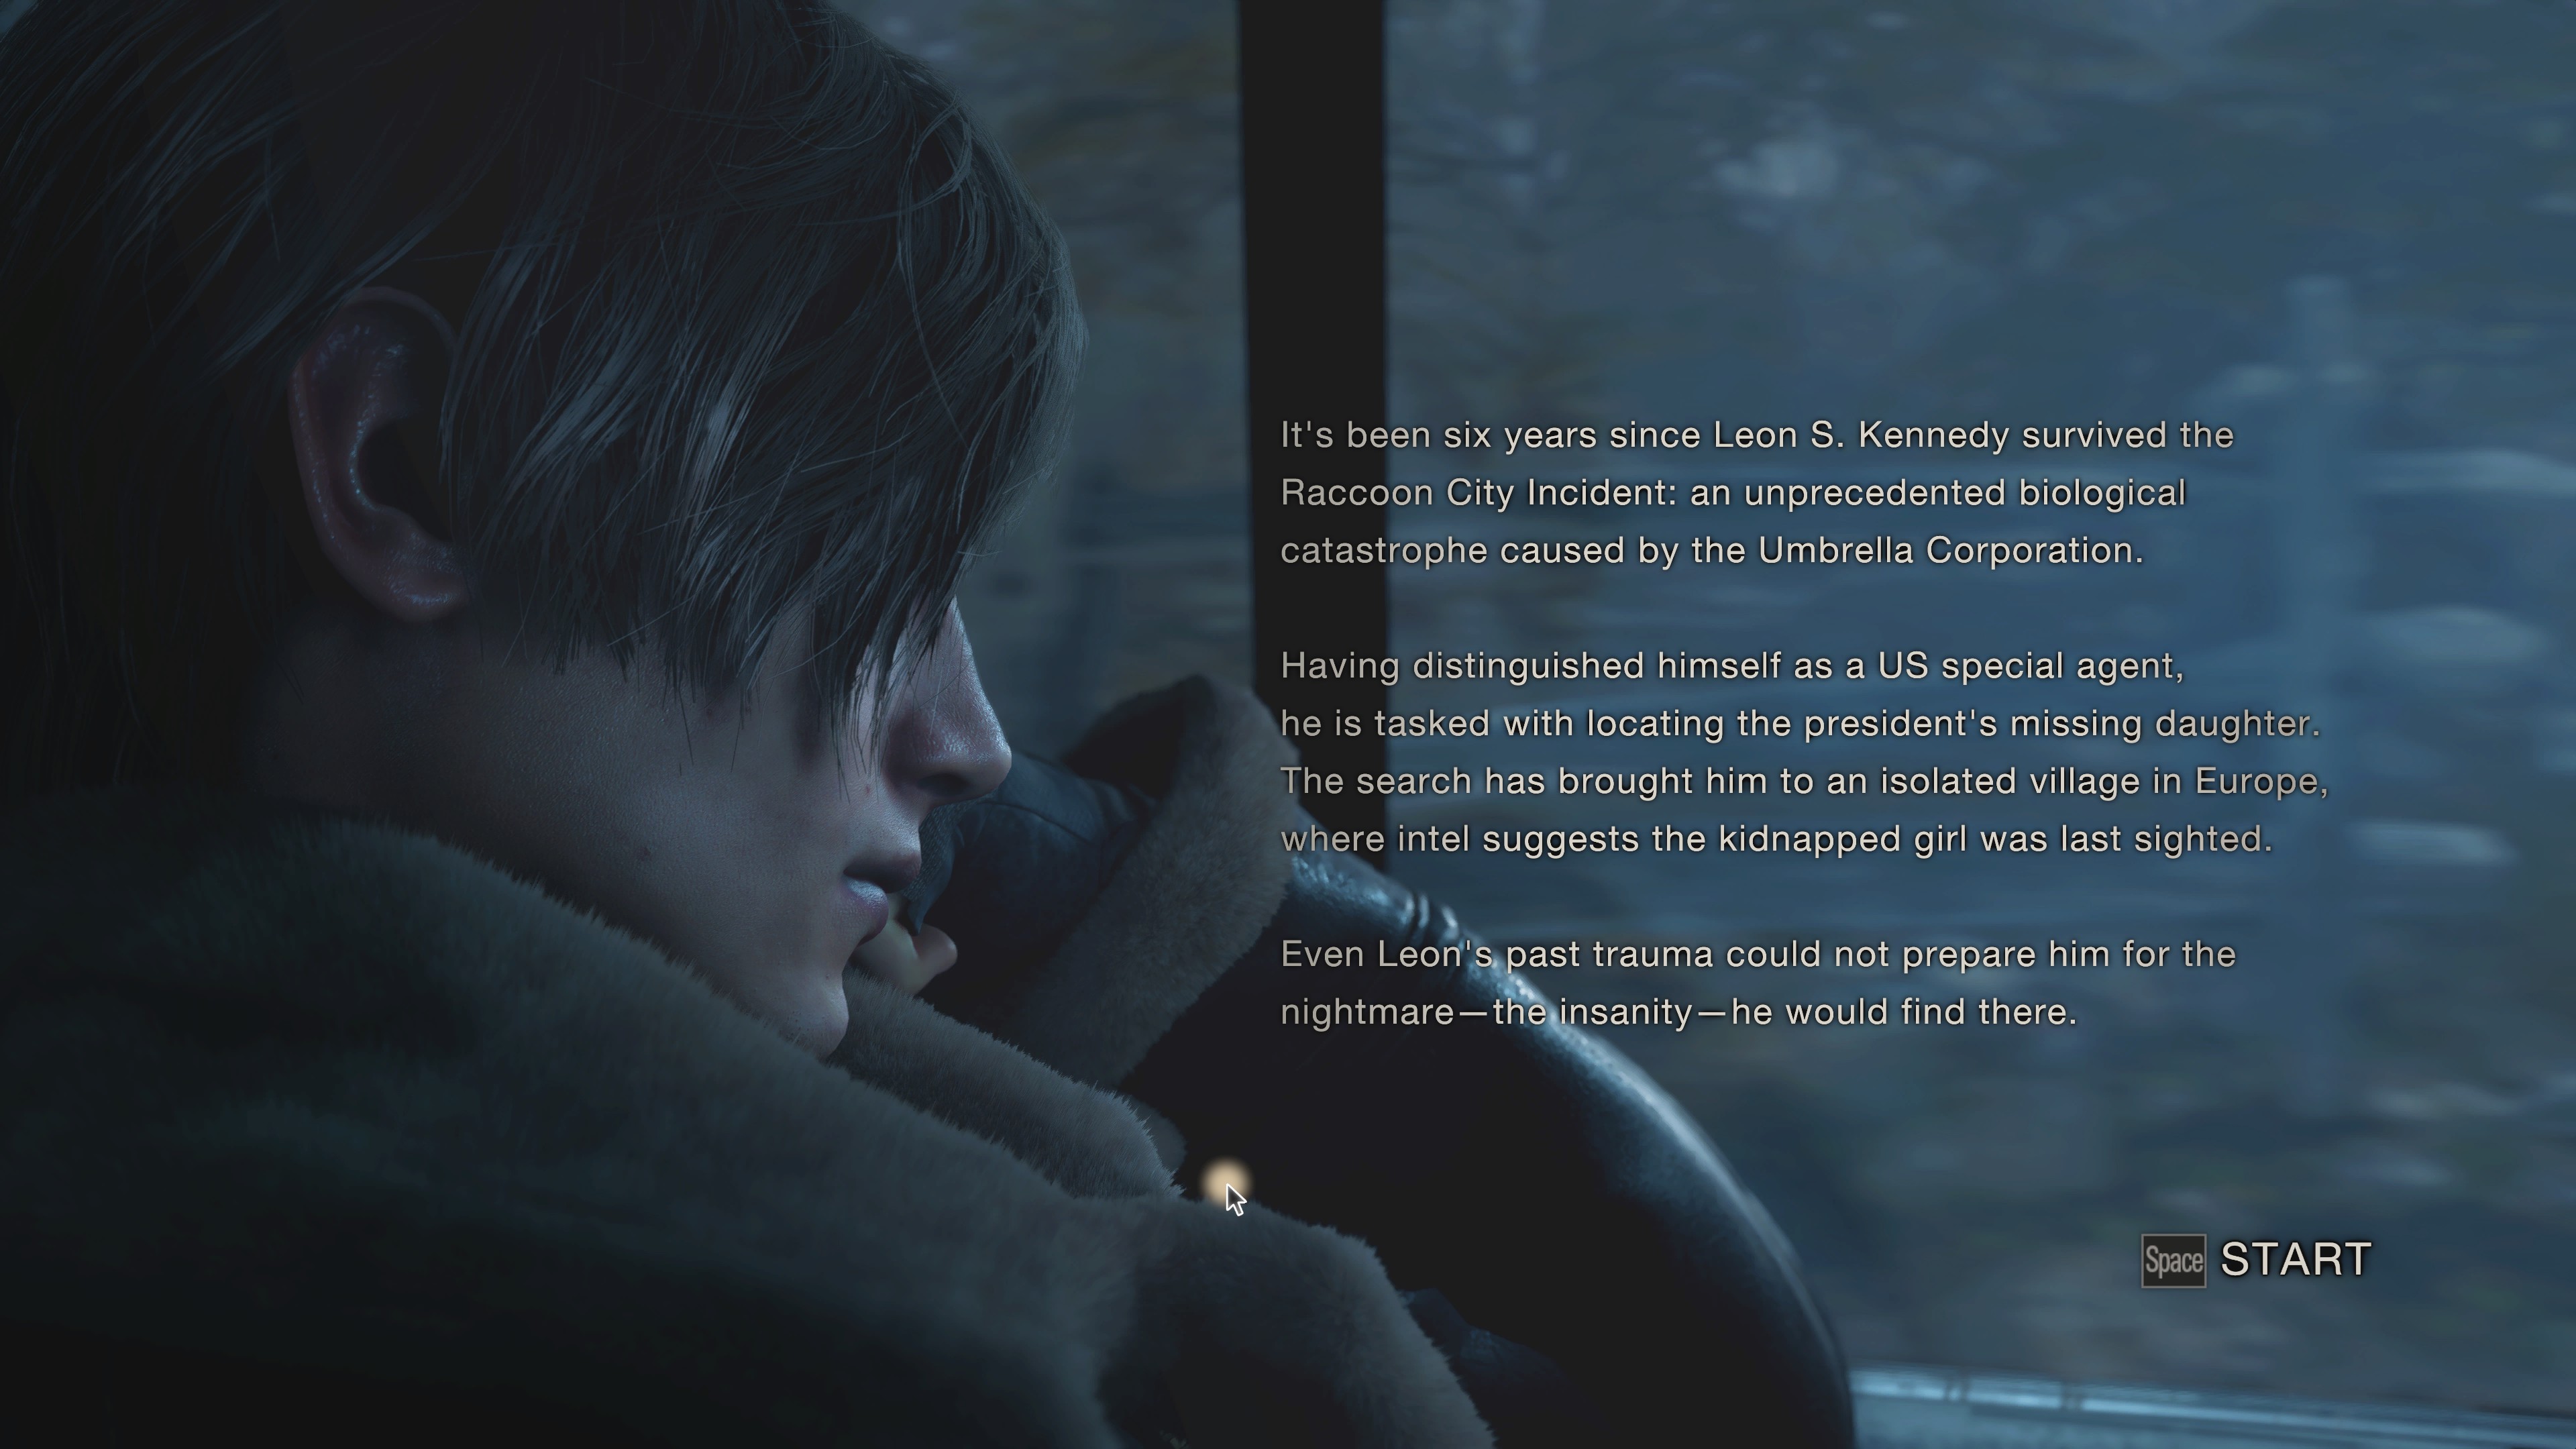 It's been six years since Leon S. Kennedy survived the
Raccoon City Incident: an unprecedented biological
catastrophe caused by the Umbrella Corporation.
Having distinguished himself as a US special agent,
he is tasked with locating the president's missing daughter.
The search has brought him to an isolated village in Europe,
where intel suggests the kidnapped girl was last sighted.
Even Leon's past trauma could not prepare him for the
nightmare—the insanity—he would find there.
Space START